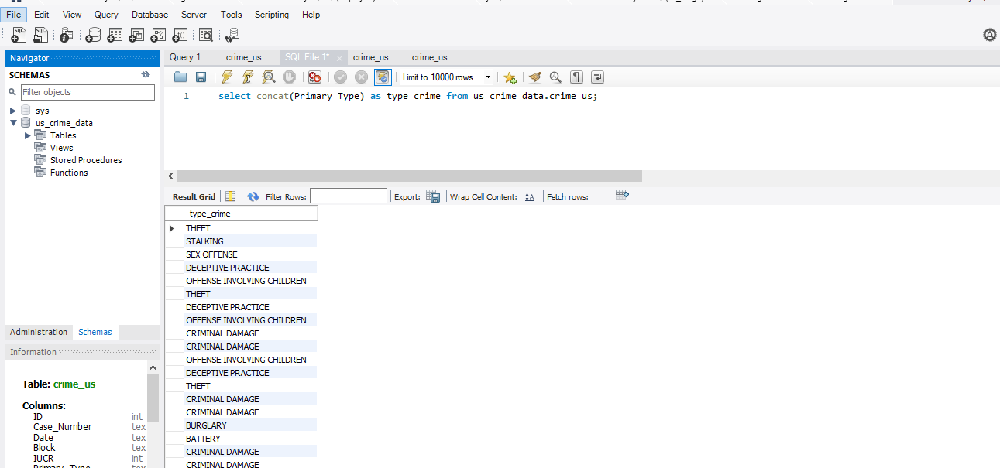 File Edit View Query Database Server Tools Scripting Help
Navigator
SCHEMAS
Filter objects
sys
us_crime_data
Tables
Views
Stored Procedures
Functions
Administration Schemas
Information
Table: crime_us
Columns:
ID int
Case_Number tex
Date tex
Block tex
IUCR int
Primary_Type tex
Query 1 crime_us SQL File 1* crime_us crime_us
Limit to 10000 rows
1 select concat(Primary_Type) as type_crime from us_crime_data.crime_us;
Result Grid Filter Rows: Export: Wrap Cell Content: Fetch rows:
type_crime
THEFT
STALKING
SEX OFFENSE
DECEPTIVE PRACTICE
OFFENSE INVOLVING CHILDREN
THEFT
DECEPTIVE PRACTICE
OFFENSE INVOLVING CHILDREN
CRIMINAL DAMAGE
CRIMINAL DAMAGE
OFFENSE INVOLVING CHILDREN
DECEPTIVE PRACTICE
THEFT
CRIMINAL DAMAGE
CRIMINAL DAMAGE
BURGLARY
BATTERY
CRIMINAL DAMAGE
CRIMINAL DAMAGE